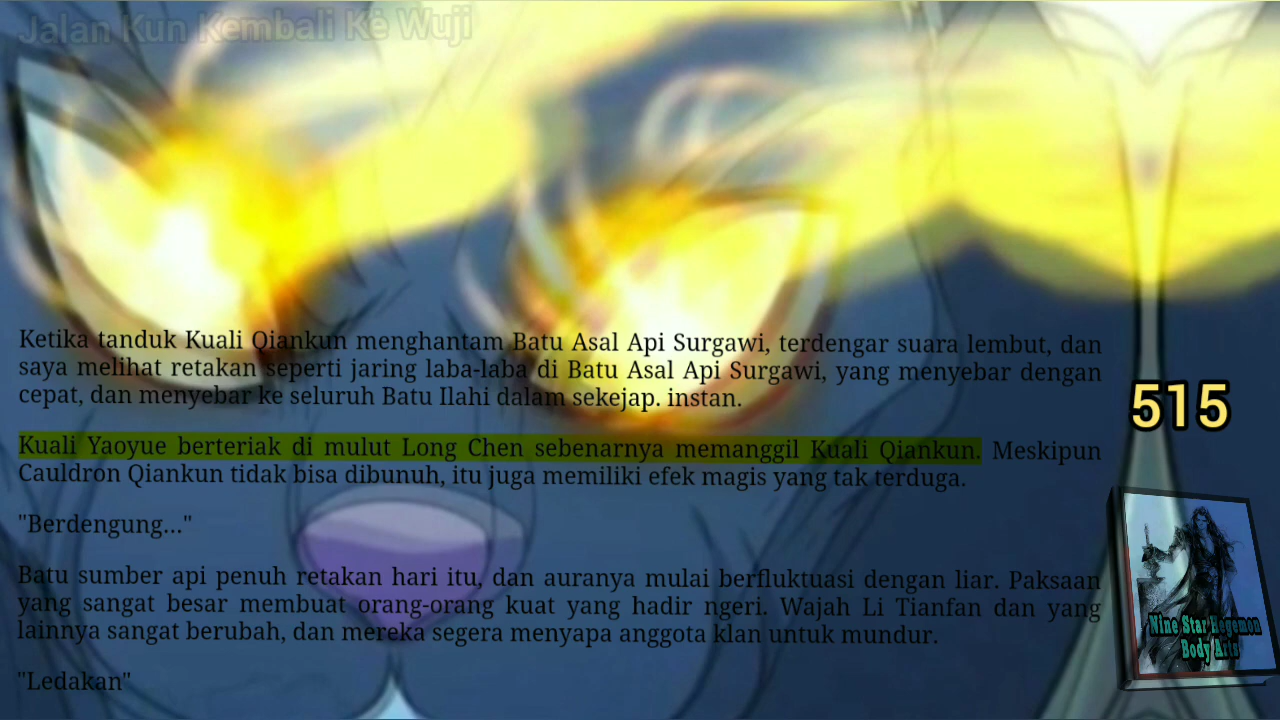 Jalan Kun Kembali Ke Wuji
Ketika tanduk Kuali Qiankun menghantam Batu Asal Api Surgawi, terdengar suara lembut, dan
saya melihat retakan seperti jaring laba-laba di Batu Asal Api Surgawi, yang menyebar dengan
cepat, dan menyebar ke seluruh Batu Ilahi dalam sekejap. instan.
Kuali Yaoyue berteriak di mulut Long Chen sebenarnya memanggil Kuali Qiankun. Meskipun
Cauldron Qiankun tidak bisa dibunuh, itu juga memiliki efek magis yang tak terduga.
"Berdengung..."
Batu sumber api penuh retakan hari itu, dan auranya mulai berfluktuasi dengan liar. Paksaan
yang sangat besar membuat orang-orang kuat yang hadir ngeri. Wajah Li Tianfan dan yang
lainnya sangat berubah, dan mereka segera menyapa anggota klan untuk mundur.
"Ledakan"
515
Nine Star Hegemon
Body Arts